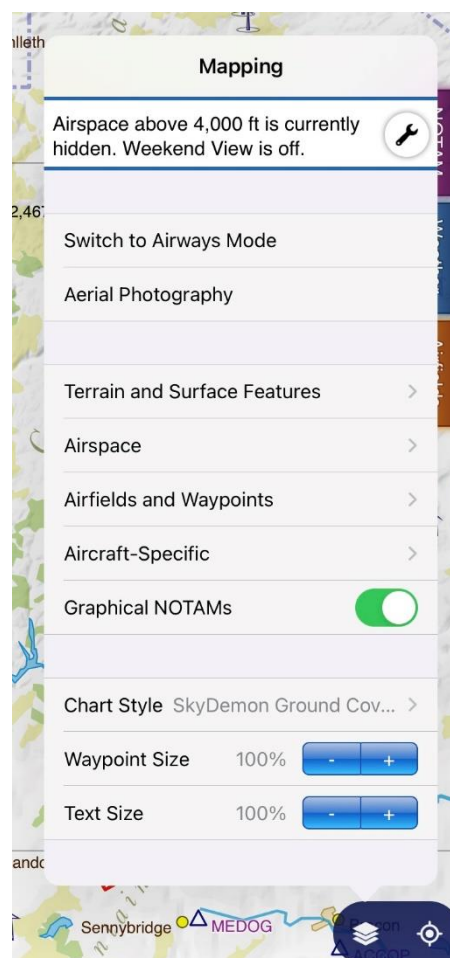 lleth
Mapping
Airspace above 4,000 ft is currently
hidden. Weekend View is off.
NOTAM
2,467
Switch to Airways Mode
Aerial Photography
Terrain and Surface Features
Airspace
Airfields and Waypoints
Aircraft-Specific
Graphical NOTAMs
Chart Style SkyDemon Ground Cov...
Waypoint Size 100% - +
Text Size 100% - +
Sennybridge
MEDOG